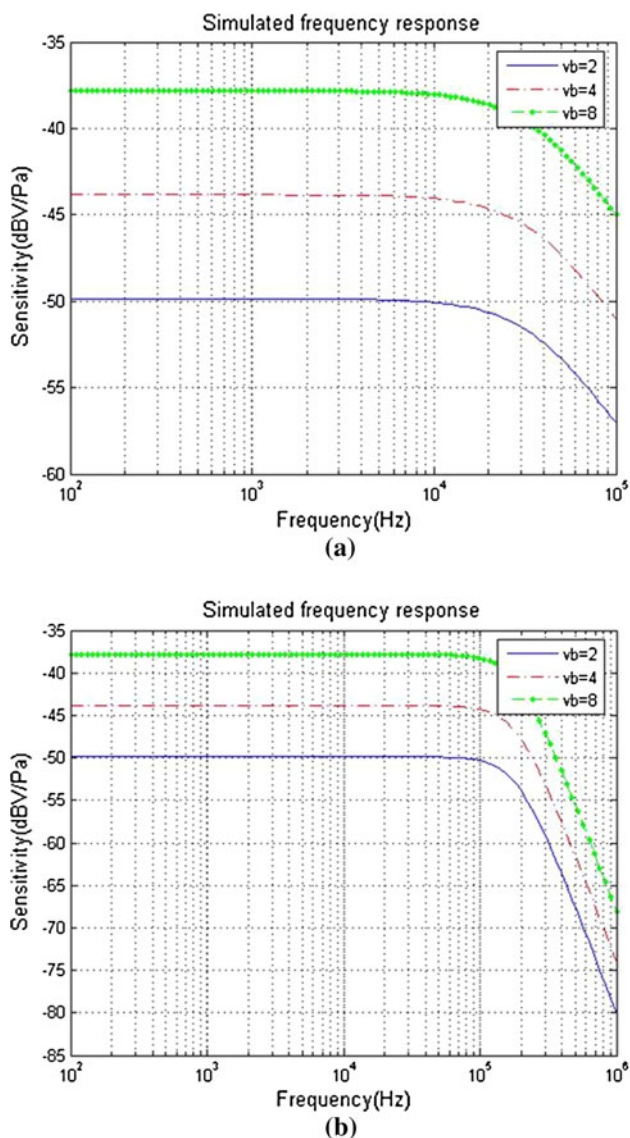 Simulated frequency response
-35
-40
-45
-50
-55
-60
Sensitivity(dBV/Pa)
vb=2
vb=4
vb=8
10^2
10^3
10^4
10^5
Frequency(Hz)
(a)
Simulated frequency response
-35
-40
-45
-50
-55
-60
-65
-70
-75
-80
-85
Sensitivity(dBV/Pa)
vb=2
vb=4
vb=8
10^2
10^3
10^4
10^5
10^6
Frequency(Hz)
(b)